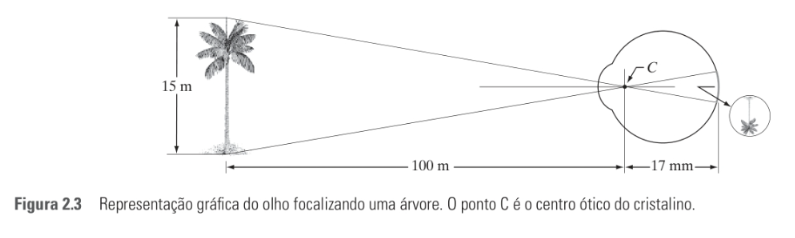 C
15 m
100 m
17 mm
Figura 2.3 Representação gráfica do olho focalizando uma árvore. O ponto C é o centro ótico do cristalino.